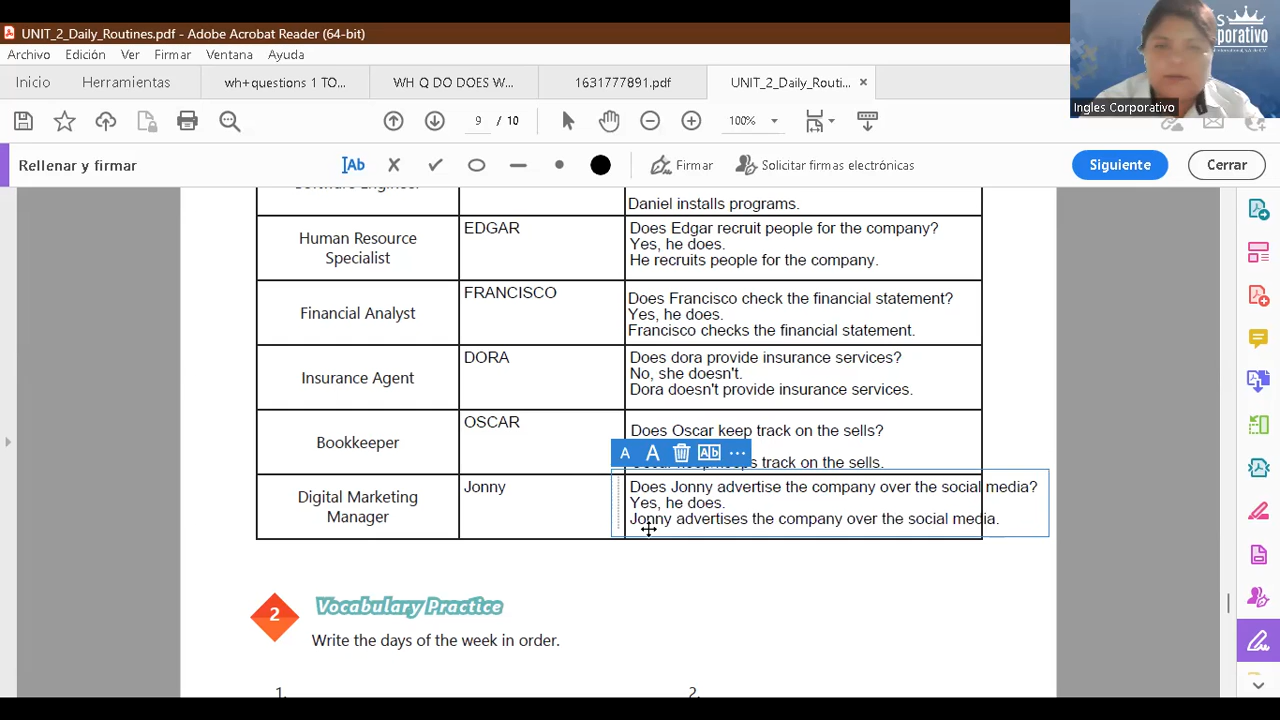 UNIT_2_Daily_Routines.pdf - Adobe Acrobat Reader (64-bit)
Archivo Edición Ver Firmar Ventana Ayuda
Inicio Herramientas wh+questions 1 TO... WH Q DO DOES W... 1631777891.pdf UNIT_2_Daily_Routi... ×
9 / 10 100%
Rellenar y firmar Ab Firmar Solicitar firmas electrónicas Siguiente Cerrar
Ingles Corporativo
Daniel installs programs.
Human Resource
Specialist
EDGAR
Does Edgar recruit people for the company?
Yes, he does.
He recruits people for the company.
Financial Analyst
FRANCISCO
Does Francisco check the financial statement?
Yes, he does.
Francisco checks the financial statement.
Insurance Agent
DORA
Does dora provide insurance services?
No, she doesn't.
Dora doesn't provide insurance services.
Bookkeeper
OSCAR
Does Oscar keep track on the sells?
track on the sells.
A A Ab ...
Digital Marketing
Manager
Jonny
Does Jonny advertise the company over the social media?
Yes, he does.
Jonny advertises the company over the social media.
2 Vocabulary Practice
Write the days of the week in order.
1. 2.